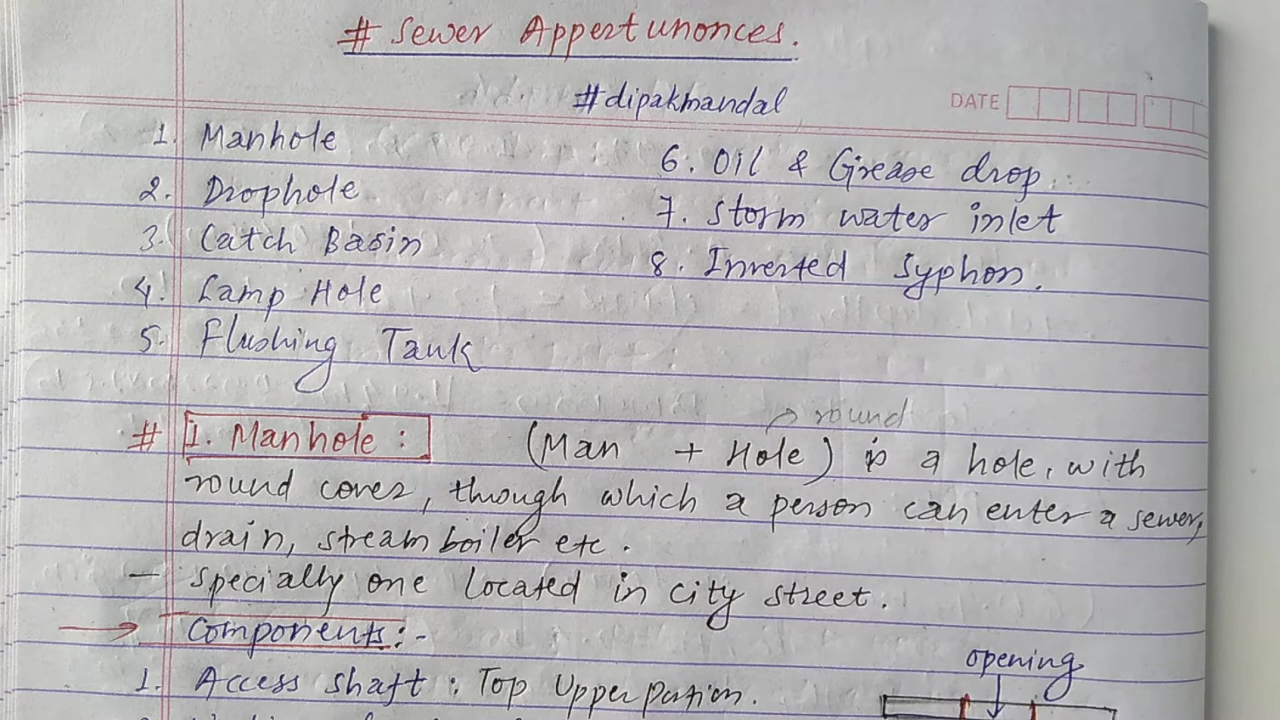 # Sewer Appertunonces.
#dipakmandal
DATE
1. Manhole
2. Drophole
3. Catch Basin
4. Lamp Hole
5. Flushing Tank
6. Oil & Grease drop
7. Storm water inlet
8. Inverted Syphon.
round
# 1. Manhole : (Man + Hole) is a hole, with
round cover, through which a person can enter a sewer,
drain, stream boiler etc.
— specially one located in city street.
→ Components:-
opening
1. Access shaft : Top Upper portion.